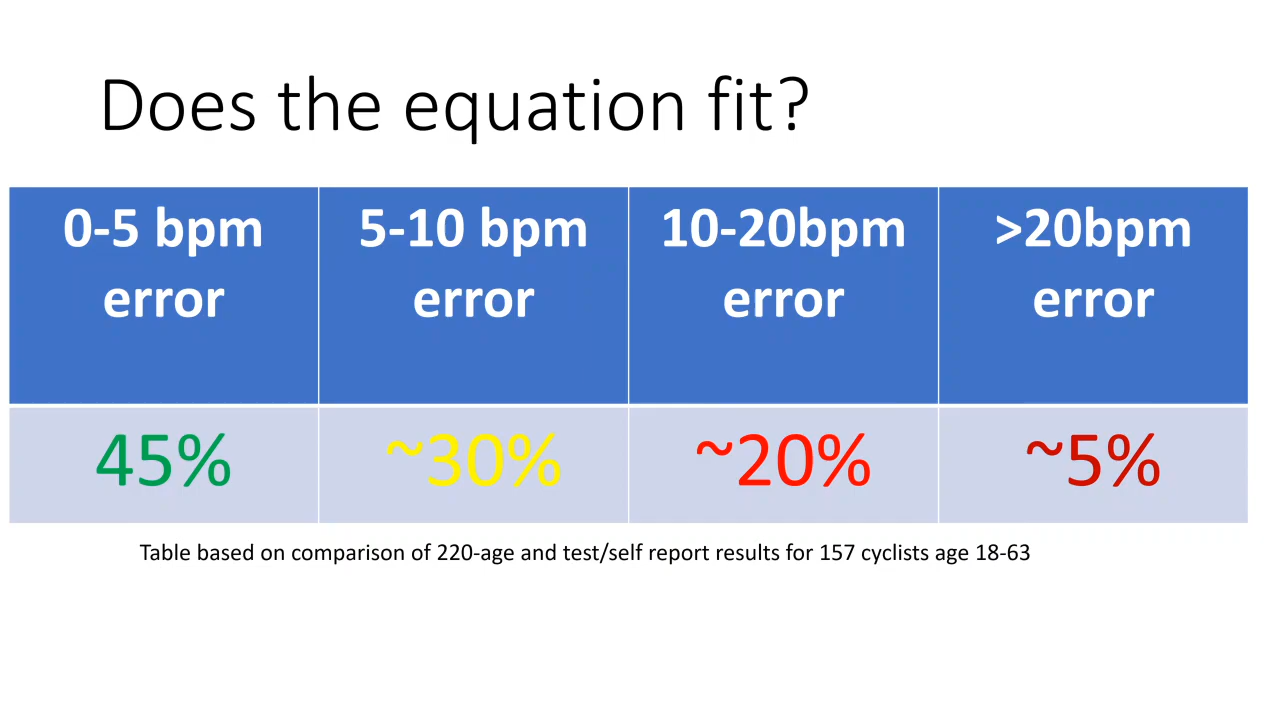 Does the equation fit?
0-5 bpm
error
5-10 bpm
error
10-20bpm
error
>20bpm
error
45%
~30%
~20%
~5%
Table based on comparison of 220-age and test/self report results for 157 cyclists age 18-63